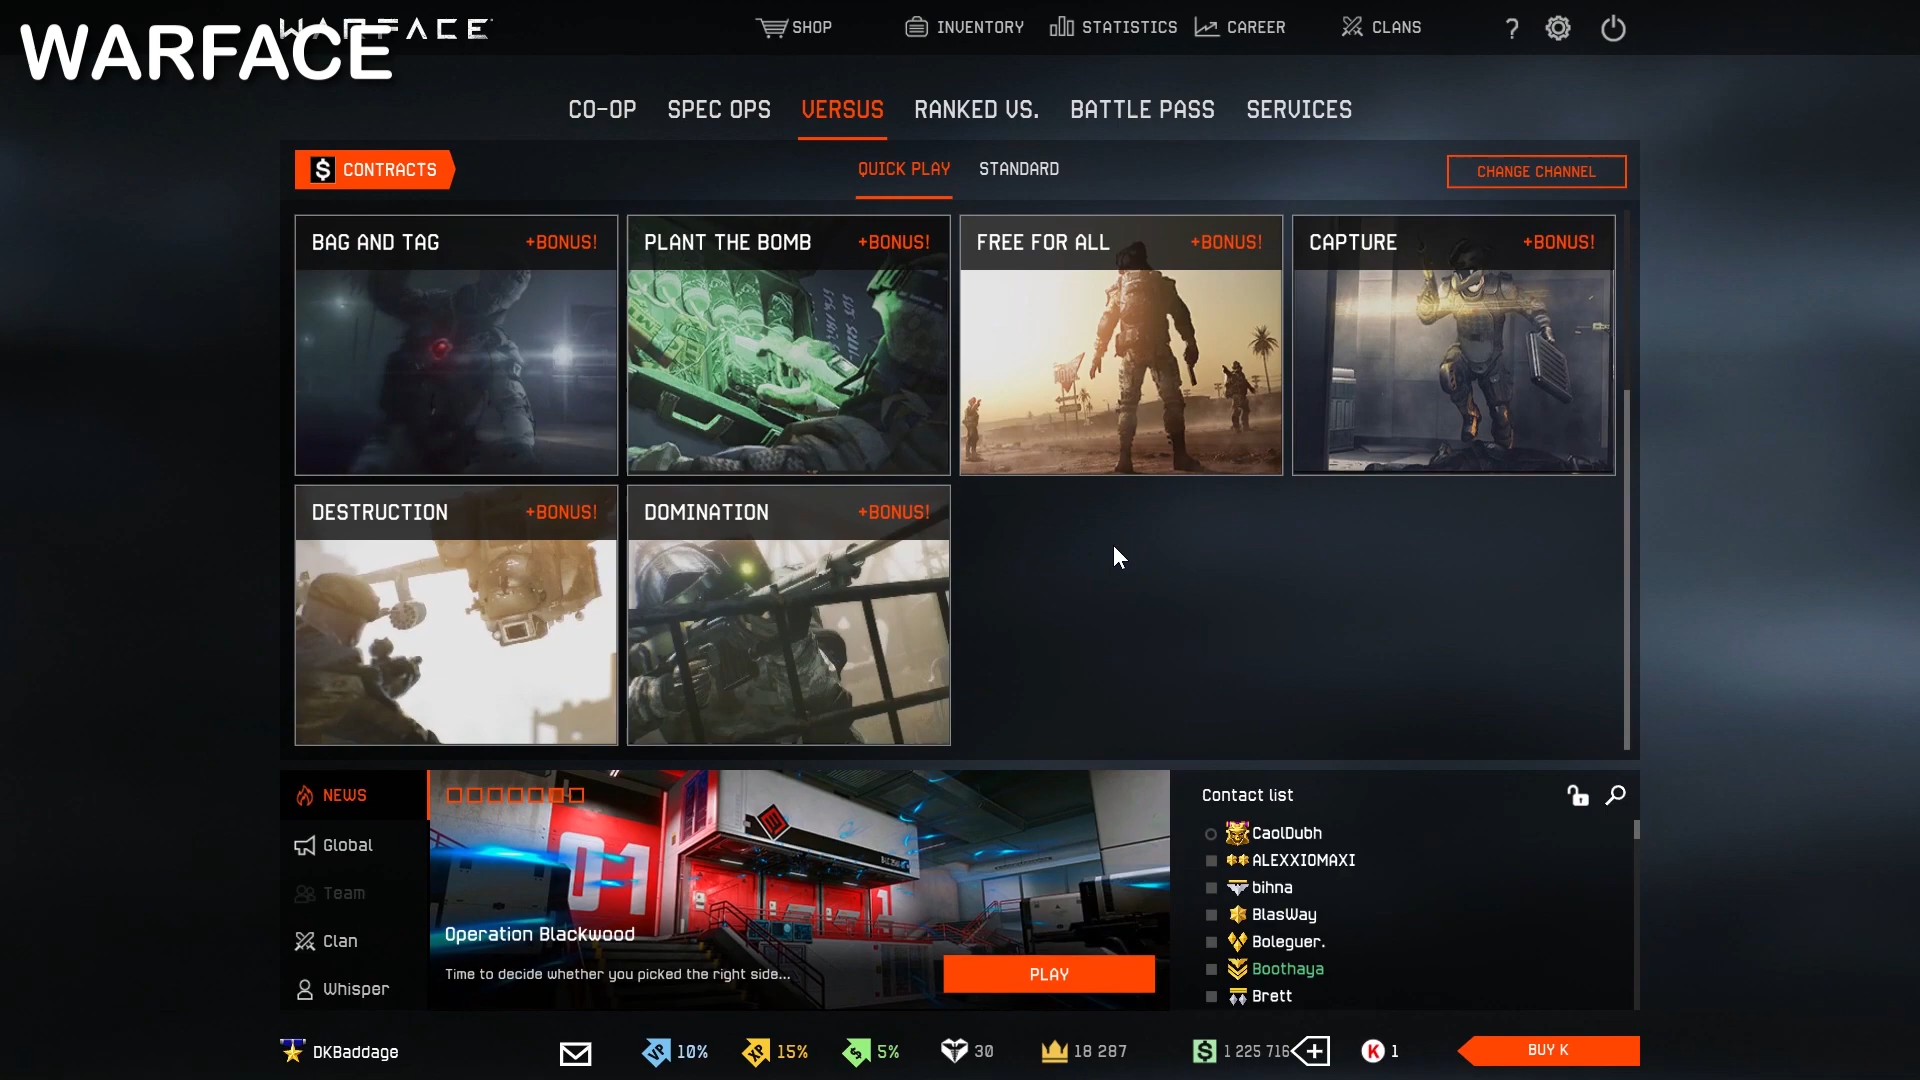 WARFACE
WARFACE
SHOP
INVENTORY
STATISTICS
CAREER
CLANS
?
CO-OP
SPEC OPS
VERSUS
RANKED VS.
BATTLE PASS
SERVICES
$ CONTRACTS
QUICK PLAY
STANDARD
CHANGE CHANNEL
BAG AND TAG +BONUS!
PLANT THE BOMB +BONUS!
FREE FOR ALL +BONUS!
CAPTURE +BONUS!
DESTRUCTION +BONUS!
DOMINATION +BONUS!
NEWS
Global
Team
Clan
Whisper
01
Operation Blackwood
Time to decide whether you picked the right side...
PLAY
Contact list
CaolDubh
ALEXXIOMAXI
bihna
BlasWay
Boleguer.
Boothaya
Brett
DKBaddage
VP 10%
XP 15%
$ 5%
30
18 287
$ 1 225 716
K 1
BUY K